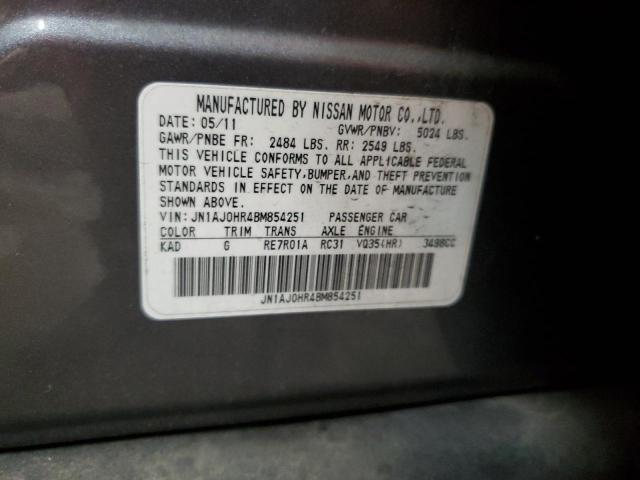 MANUFACTURED BY NISSAN MOTOR CO.,LTD.
DATE: 05/11 GVWR/PNBV: 5024 LBS.
GAWR/PNBE FR: 2484 LBS. RR: 2549 LBS.
THIS VEHICLE CONFORMS TO ALL APPLICABLE FEDERAL
MOTOR VEHICLE SAFETY,BUMPER,AND THEFT PREVENTION
STANDARDS IN EFFECT ON THE DATE OF MANUFACTURE
SHOWN ABOVE.
VIN: JN1AJ0HR4BM854251 PASSENGER CAR
COLOR TRIM TRANS AXLE ENGINE
KAD G RE7R01A RC31 VQ35(HR) 3498CC
JN1AJ0HR4BM854251